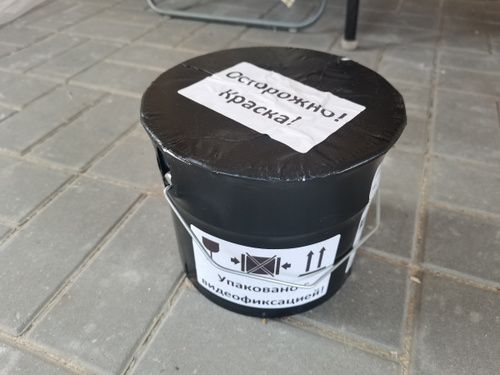 Осторожно!
Краска!
Упаковано
видеофиксацией!